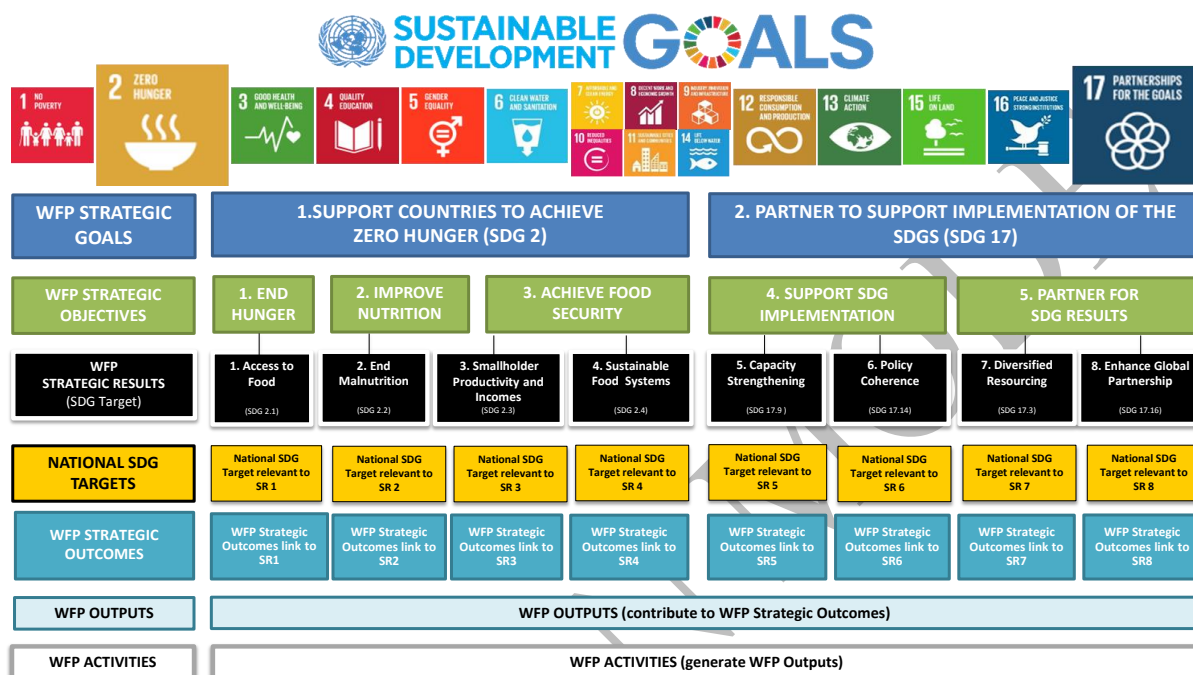 SUSTAINABLE
DEVELOPMENT
GOALS
1 NO
POVERTY
2 ZERO
HUNGER
3 GOOD HEALTH
AND WELL-BEING
4 QUALITY
EDUCATION
5 GENDER
EQUALITY
6 CLEAN WATER
AND SANITATION
7 AFFORDABLE AND
CLEAN ENERGY
8 DECENT WORK AND
ECONOMIC GROWTH
9 INDUSTRY, INNOVATION
AND INFRASTRUCTURE
10 REDUCED
INEQUALITIES
11 SUSTAINABLE CITIES
AND COMMUNITIES
14 LIFE
BELOW WATER
12 RESPONSIBLE
CONSUMPTION
AND PRODUCTION
13 CLIMATE
ACTION
15 LIFE
ON LAND
16 PEACE AND JUSTICE
STRONG INSTITUTIONS
17 PARTNERSHIPS
FOR THE GOALS
WFP STRATEGIC
GOALS
1.SUPPORT COUNTRIES TO ACHIEVE
ZERO HUNGER (SDG 2)
2. PARTNER TO SUPPORT IMPLEMENTATION OF THE
SDGS (SDG 17)
WFP STRATEGIC
OBJECTIVES
1. END
HUNGER
2. IMPROVE
NUTRITION
3. ACHIEVE FOOD
SECURITY
4. SUPPORT SDG
IMPLEMENTATION
5. PARTNER FOR
SDG RESULTS
WFP
STRATEGIC RESULTS
(SDG Target)
1. Access to
Food
(SDG 2.1)
2. End
Malnutrition
(SDG 2.2)
3. Smallholder
Productivity and
Incomes
(SDG 2.3)
4. Sustainable
Food Systems
(SDG 2.4)
5. Capacity
Strengthening
(SDG 17.9 )
6. Policy
Coherence
(SDG 17.14)
7. Diversified
Resourcing
(SDG 17.3)
8. Enhance Global
Partnership
(SDG 17.16)
NATIONAL SDG
TARGETS
National SDG
Target relevant to
SR 1
National SDG
Target relevant to
SR 2
National SDG
Target relevant to
SR 3
National SDG
Target relevant to
SR 4
National SDG
Target relevant to
SR 5
National SDG
Target relevant to
SR 6
National SDG
Target relevant to
SR 7
National SDG
Target relevant to
SR 8
WFP STRATEGIC
OUTCOMES
WFP Strategic
Outcomes link to
SR1
WFP Strategic
Outcomes link to
SR2
WFP Strategic
Outcomes link to
SR3
WFP Strategic
Outcomes link to
SR4
WFP Strategic
Outcomes link to
SR5
WFP Strategic
Outcomes link to
SR6
WFP Strategic
Outcomes link to
SR7
WFP Strategic
Outcomes link to
SR8
WFP OUTPUTS
WFP OUTPUTS (contribute to WFP Strategic Outcomes)
WFP ACTIVITIES
WFP ACTIVITIES (generate WFP Outputs)